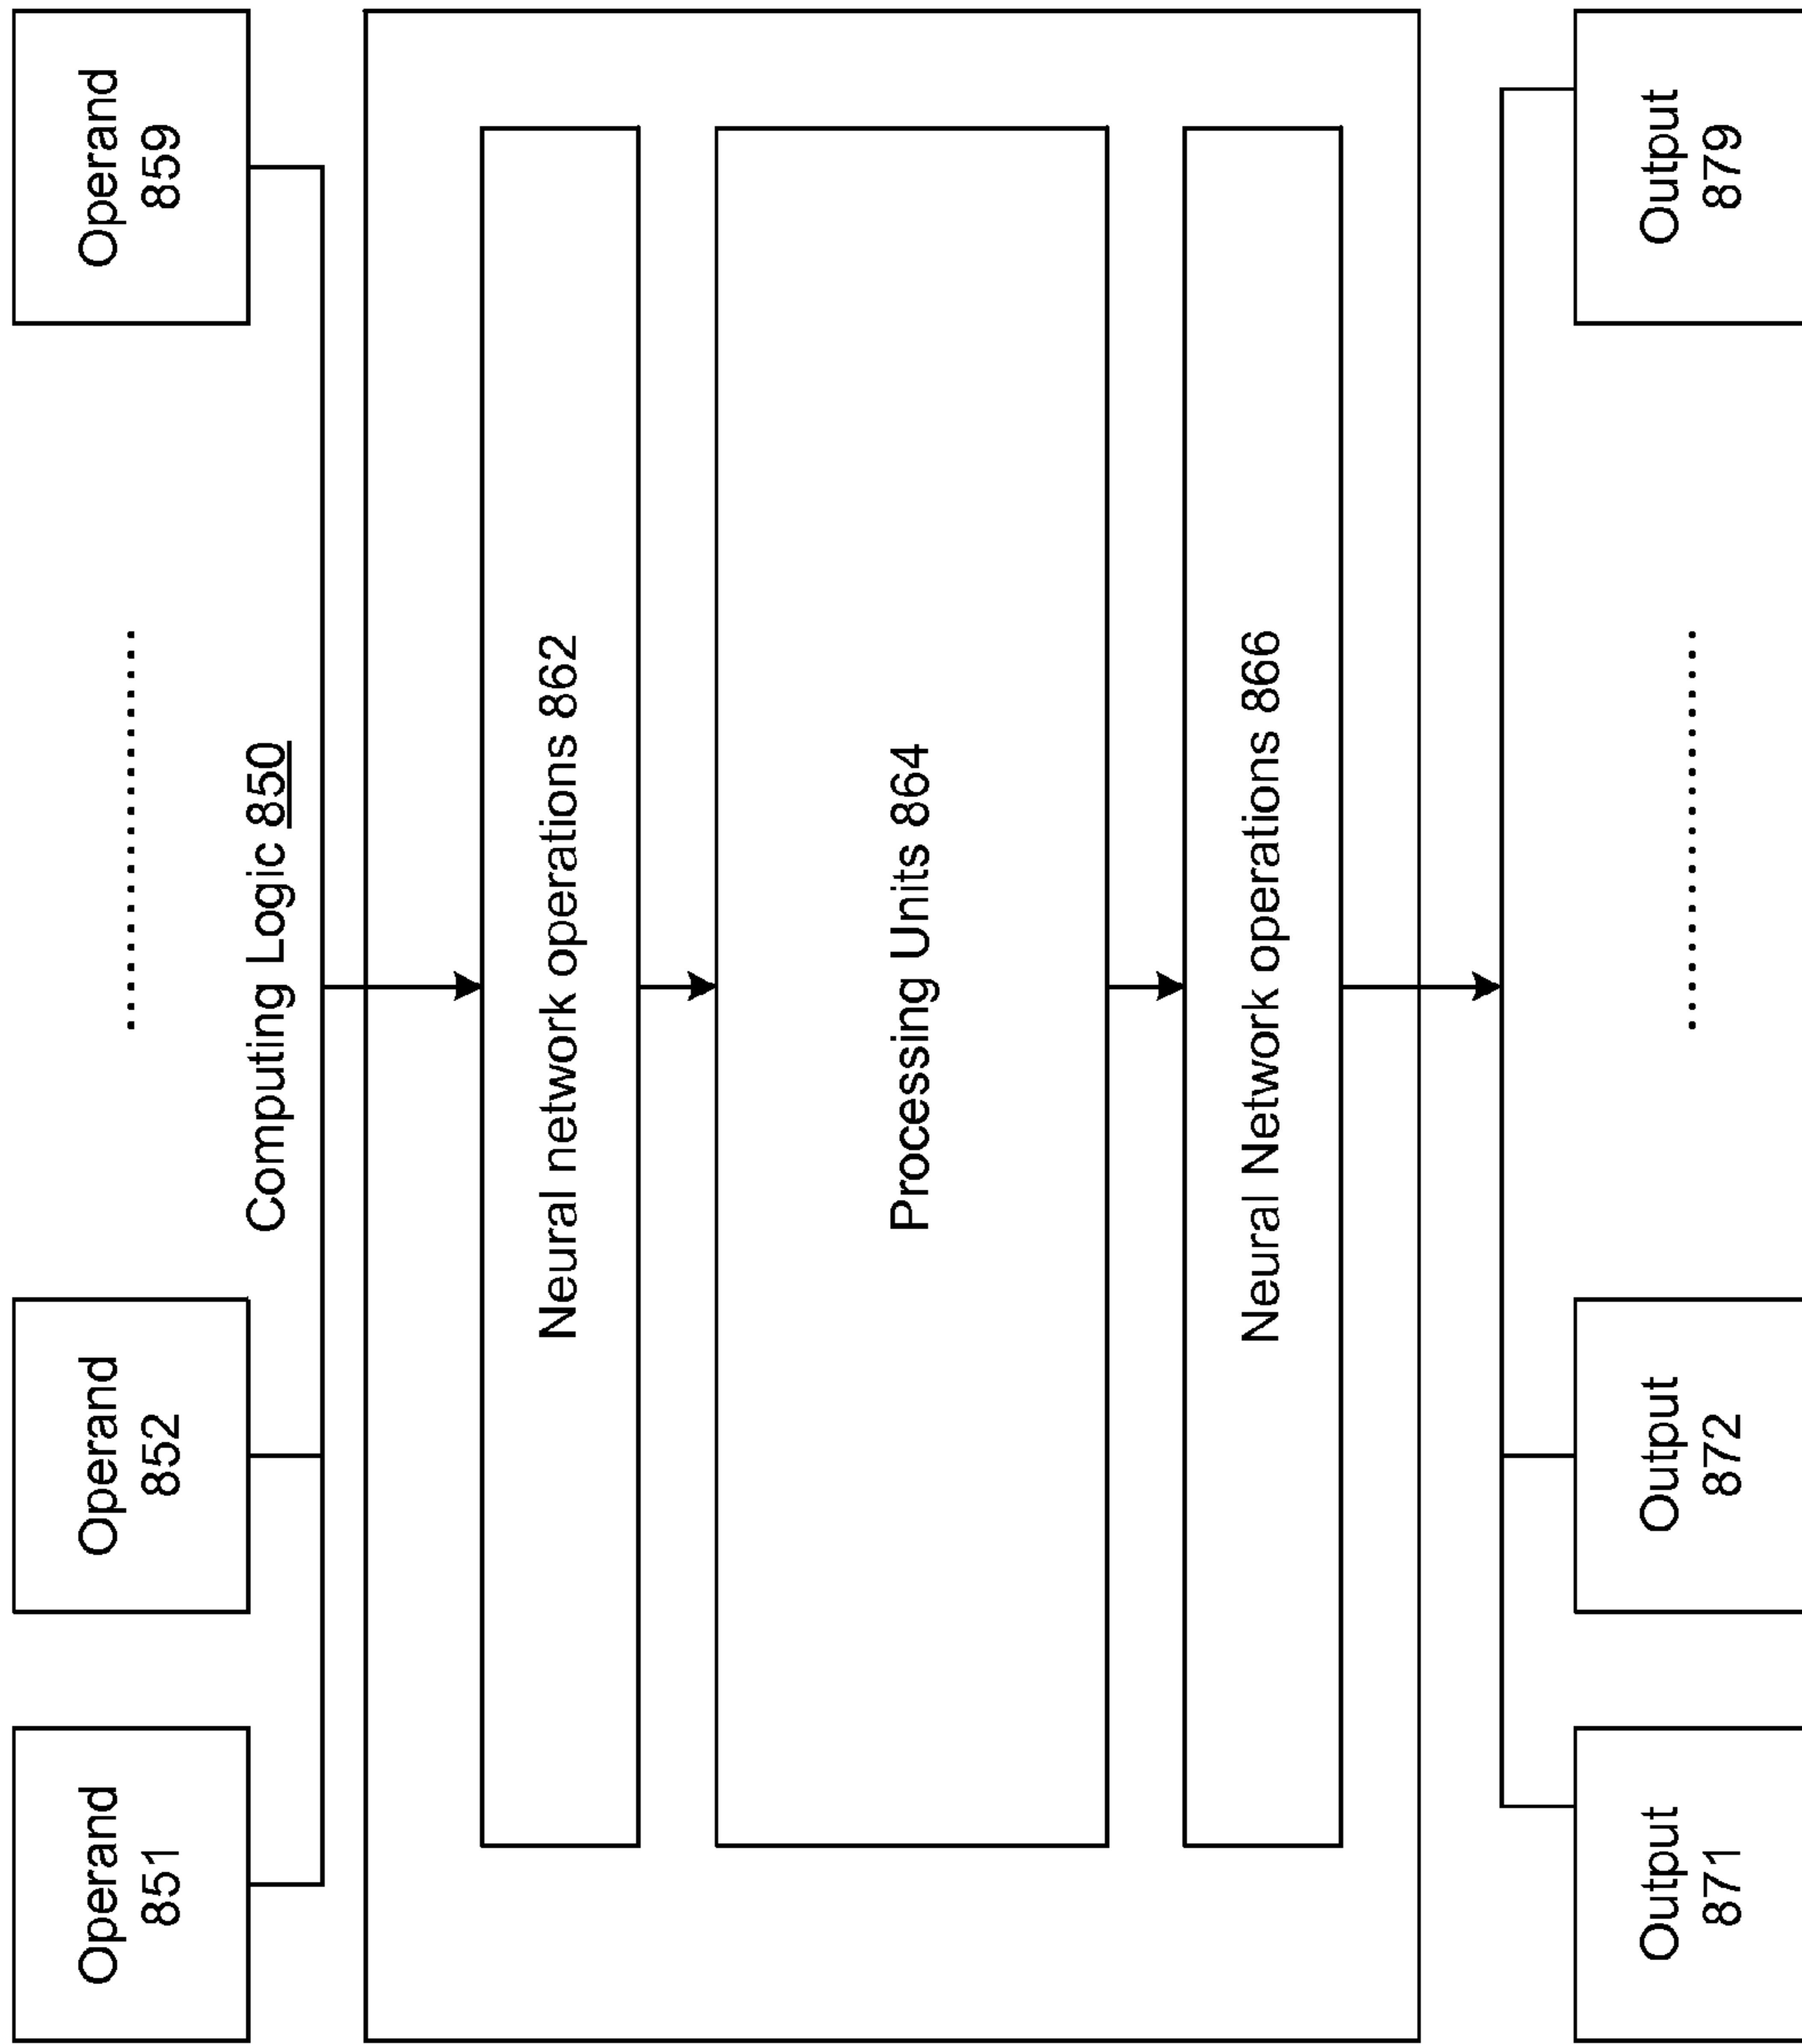 Operand
851
Operand
852
Operand
859
Computing Logic 850
Neural network operations 862
Processing Units 864
Neural Network operations 866
Output
871
Output
872
Output
879